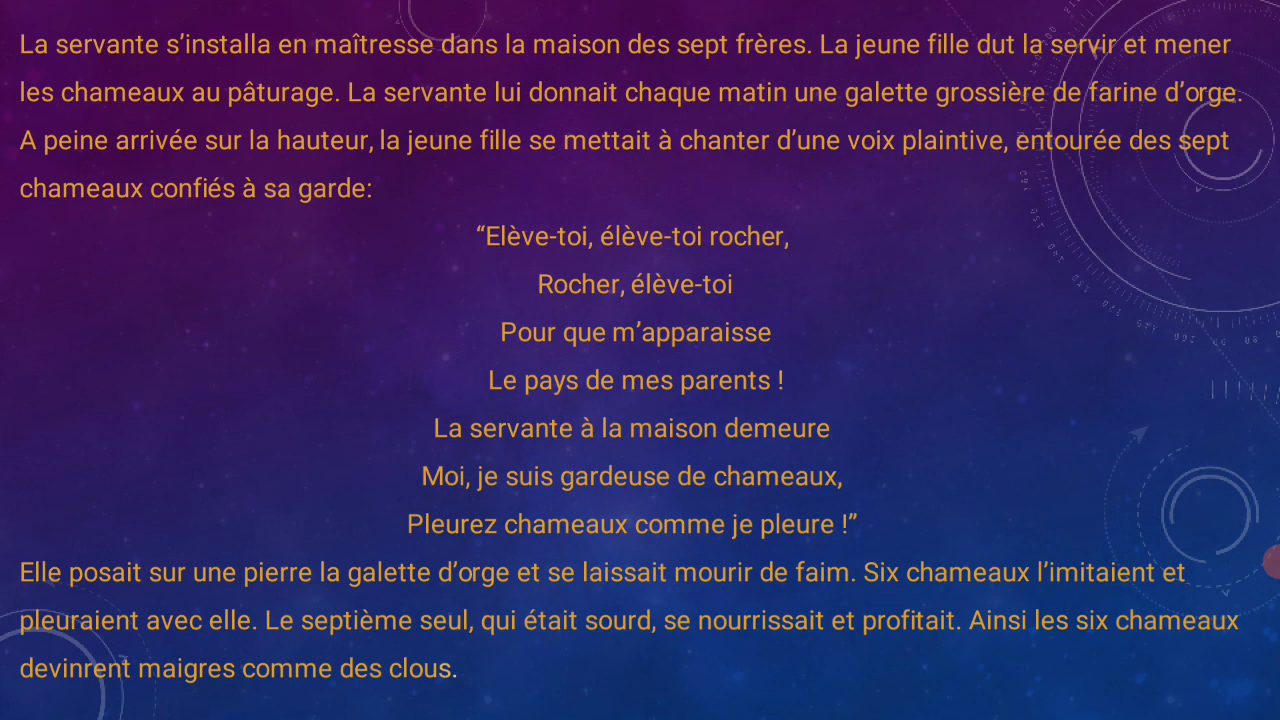 La servante s’installa en maîtresse dans la maison des sept frères. La jeune fille dut la servir et mener
les chameaux au pâturage. La servante lui donnait chaque matin une galette grossière de farine d’orge.
A peine arrivée sur la hauteur, la jeune fille se mettait à chanter d’une voix plaintive, entourée des sept
chameaux confiés à sa garde:
“Elève-toi, élève-toi rocher,
Rocher, élève-toi
Pour que m’apparaisse
Le pays de mes parents !
La servante à la maison demeure
Moi, je suis gardeuse de chameaux,
Pleurez chameaux comme je pleure !”
Elle posait sur une pierre la galette d’orge et se laissait mourir de faim. Six chameaux l’imitaient et
pleuraient avec elle. Le septième seul, qui était sourd, se nourrissait et profitait. Ainsi les six chameaux
devinrent maigres comme des clous.